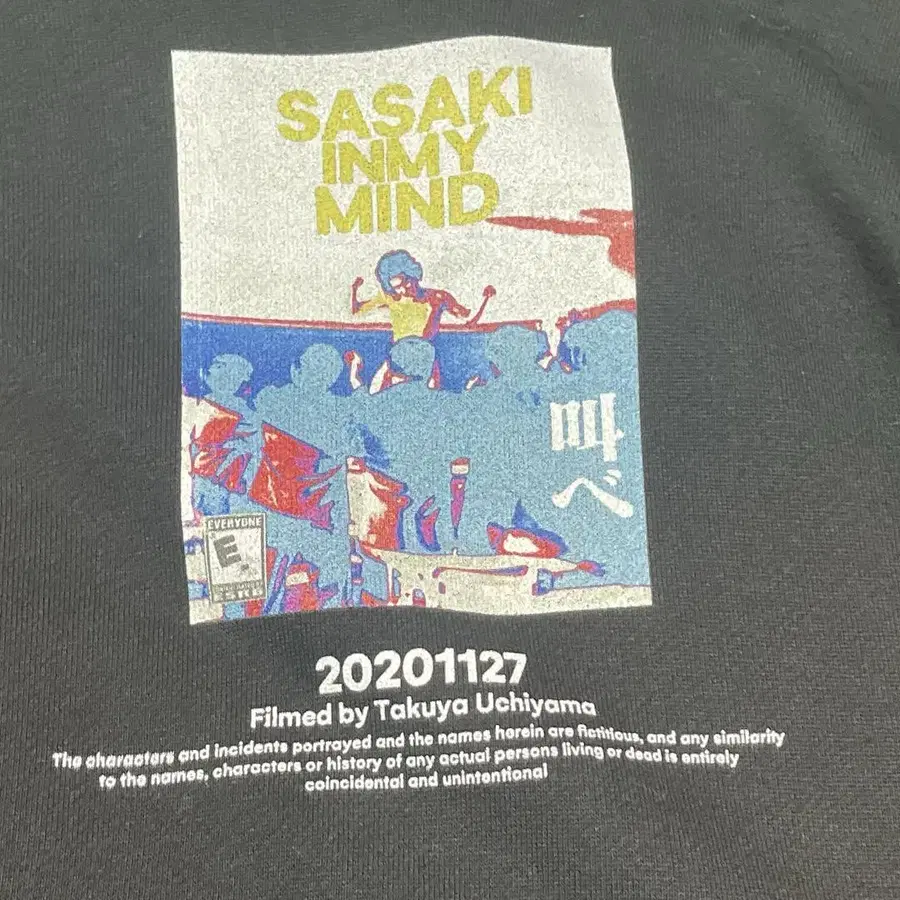 SASAKI
INMY
MIND
叫べ
EVERYONE
E
ESRB
20201127
Filmed by Takuya Uchiyama
The characters and incidents portrayed and the names herein are fictitious, and any similarity
to the names, characters or history of any actual persons living or dead is entirely
coincidental and unintentional